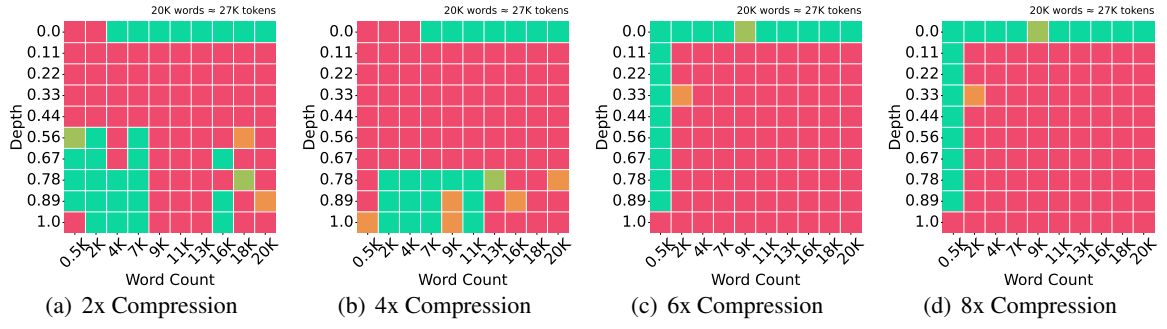 20K words ≈ 27K tokens
Depth
0.0
0.11
0.22
0.33
0.44
0.56
0.67
0.78
0.89
1.0
0.5K 2K 4K 7K 9K 11K 13K 16K 18K 20K
Word Count
(a) 2x Compression
20K words ≈ 27K tokens
Depth
0.0
0.11
0.22
0.33
0.44
0.56
0.67
0.78
0.89
1.0
0.5K 2K 4K 7K 9K 11K 13K 16K 18K 20K
Word Count
(b) 4x Compression
20K words ≈ 27K tokens
Depth
0.0
0.11
0.22
0.33
0.44
0.56
0.67
0.78
0.89
1.0
0.5K 2K 4K 7K 9K 11K 13K 16K 18K 20K
Word Count
(c) 6x Compression
20K words ≈ 27K tokens
Depth
0.0
0.11
0.22
0.33
0.44
0.56
0.67
0.78
0.89
1.0
0.5K 2K 4K 7K 9K 11K 13K 16K 18K 20K
Word Count
(d) 8x Compression